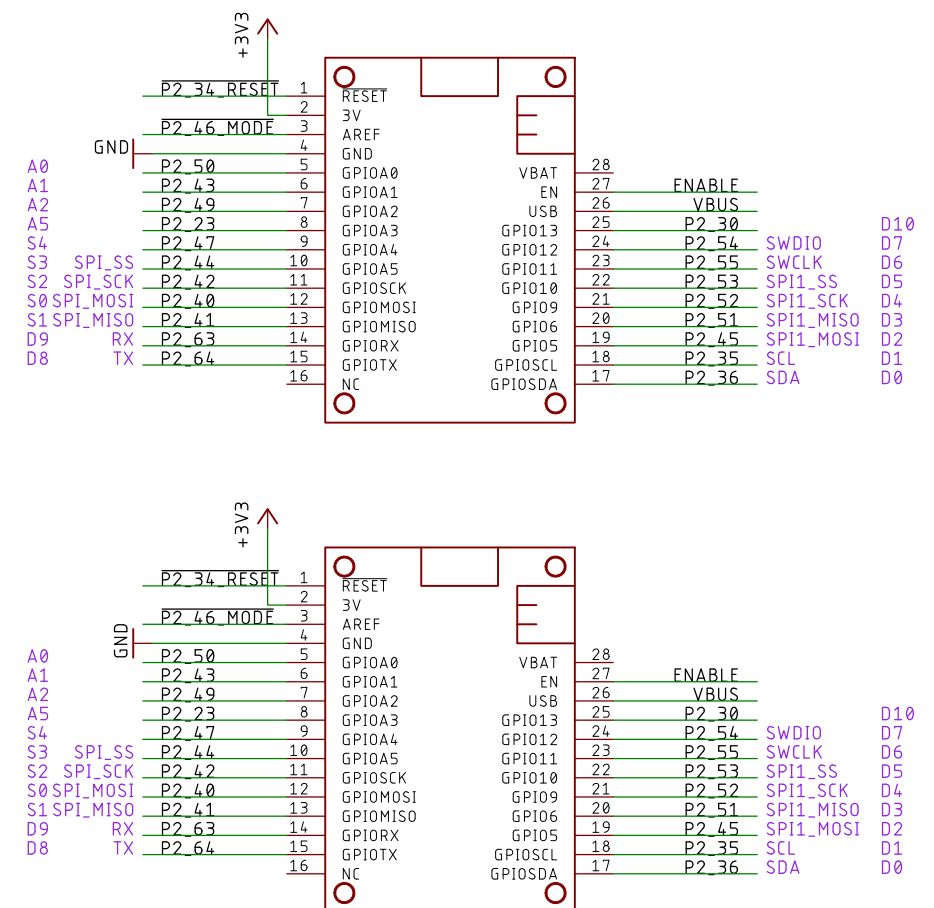 +3V3
P2_34_RESET 1 RESET
2 3V
P2_46_MODE 3 AREF
GND 4 GND
A0 P2_50 5 GPIOA0 VBAT 28
A1 P2_43 6 GPIOA1 EN 27 ENABLE
A2 P2_49 7 GPIOA2 USB 26 VBUS
A5 P2_23 8 GPIOA3 GPIO13 25 P2_30 D10
S4 P2_47 9 GPIOA4 GPIO12 24 P2_54 SWDIO D7
S3 SPI_SS P2_44 10 GPIOA5 GPIO11 23 P2_55 SWCLK D6
S2 SPI_SCK P2_42 11 GPIOSCK GPIO10 22 P2_53 SPI1_SS D5
S0 SPI_MOSI P2_40 12 GPIOMOSI GPIO9 21 P2_52 SPI1_SCK D4
S1 SPI_MISO P2_41 13 GPIOMISO GPIO6 20 P2_51 SPI1_MISO D3
D9 RX P2_63 14 GPIORX GPIO5 19 P2_45 SPI1_MOSI D2
D8 TX P2_64 15 GPIOTX GPIOSCL 18 P2_35 SCL D1
16 NC GPIOSDA 17 P2_36 SDA D0
+3V3
P2_34_RESET 1 RESET
2 3V
P2_46_MODE 3 AREF
GND 4 GND
A0 P2_50 5 GPIOA0 VBAT 28
A1 P2_43 6 GPIOA1 EN 27 ENABLE
A2 P2_49 7 GPIOA2 USB 26 VBUS
A5 P2_23 8 GPIOA3 GPIO13 25 P2_30 D10
S4 P2_47 9 GPIOA4 GPIO12 24 P2_54 SWDIO D7
S3 SPI_SS P2_44 10 GPIOA5 GPIO11 23 P2_55 SWCLK D6
S2 SPI_SCK P2_42 11 GPIOSCK GPIO10 22 P2_53 SPI1_SS D5
S0 SPI_MOSI P2_40 12 GPIOMOSI GPIO9 21 P2_52 SPI1_SCK D4
S1 SPI_MISO P2_41 13 GPIOMISO GPIO6 20 P2_51 SPI1_MISO D3
D9 RX P2_63 14 GPIORX GPIO5 19 P2_45 SPI1_MOSI D2
D8 TX P2_64 15 GPIOTX GPIOSCL 18 P2_35 SCL D1
16 NC GPIOSDA 17 P2_36 SDA D0